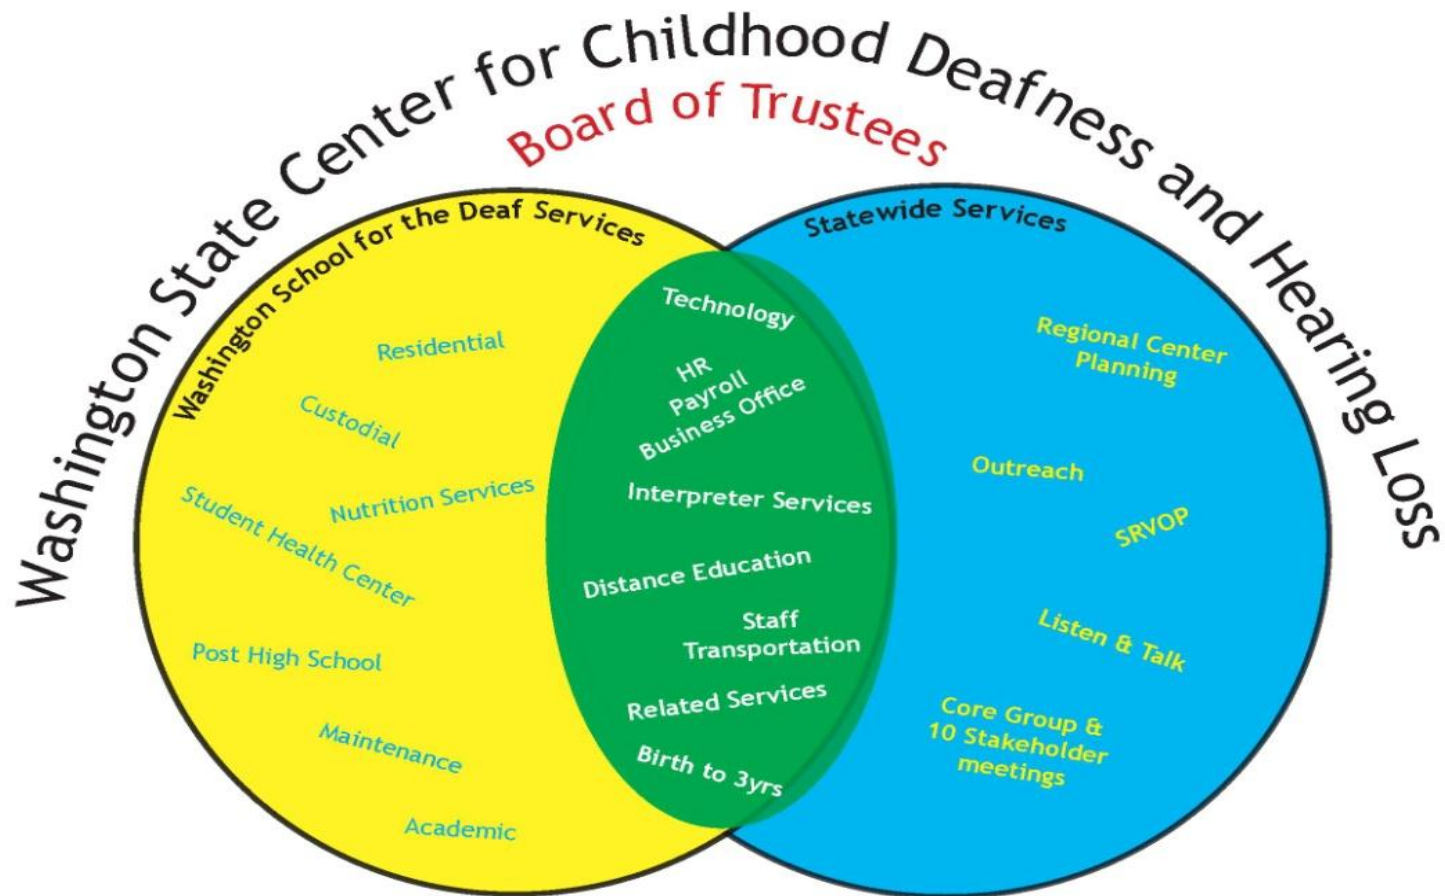 Washington State Center for Childhood Deafness and Hearing Loss
Board of Trustees
Washington School for the Deaf Services
Residential
Custodial
Nutrition Services
Student Health Center
Post High School
Maintenance
Academic
Technology
HR
Payroll
Business Office
Interpreter Services
Distance Education
Staff
Transportation
Related Services
Birth to 3yrs
Statewide Services
Regional Center
Planning
Outreach
SRVOP
Listen & Talk
Core Group &
10 Stakeholder
meetings